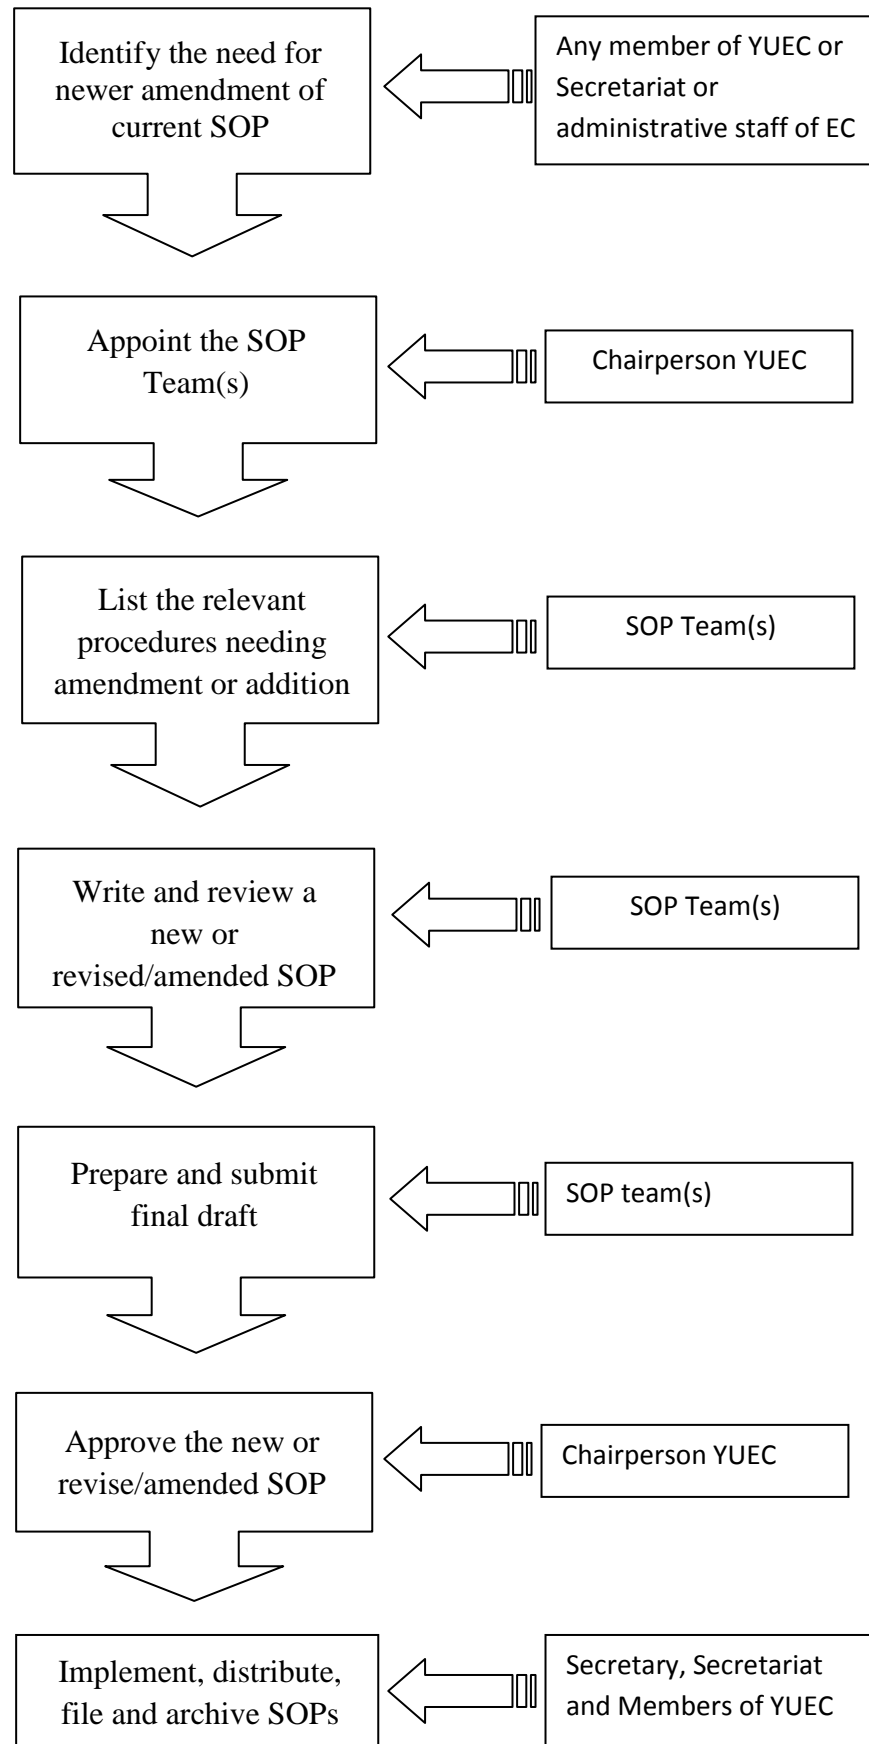 Identify the need for
newer amendment of
current SOP
Any member of YUEC or
Secretariat or
administrative staff of EC
Appoint the SOP
Team(s)
Chairperson YUEC
List the relevant
procedures needing
amendment or addition
SOP Team(s)
Write and review a
new or
revised/amended SOP
SOP Team(s)
Prepare and submit
final draft
SOP team(s)
Approve the new or
revise/amended SOP
Chairperson YUEC
Implement, distribute,
file and archive SOPs
Secretary, Secretariat
and Members of YUEC